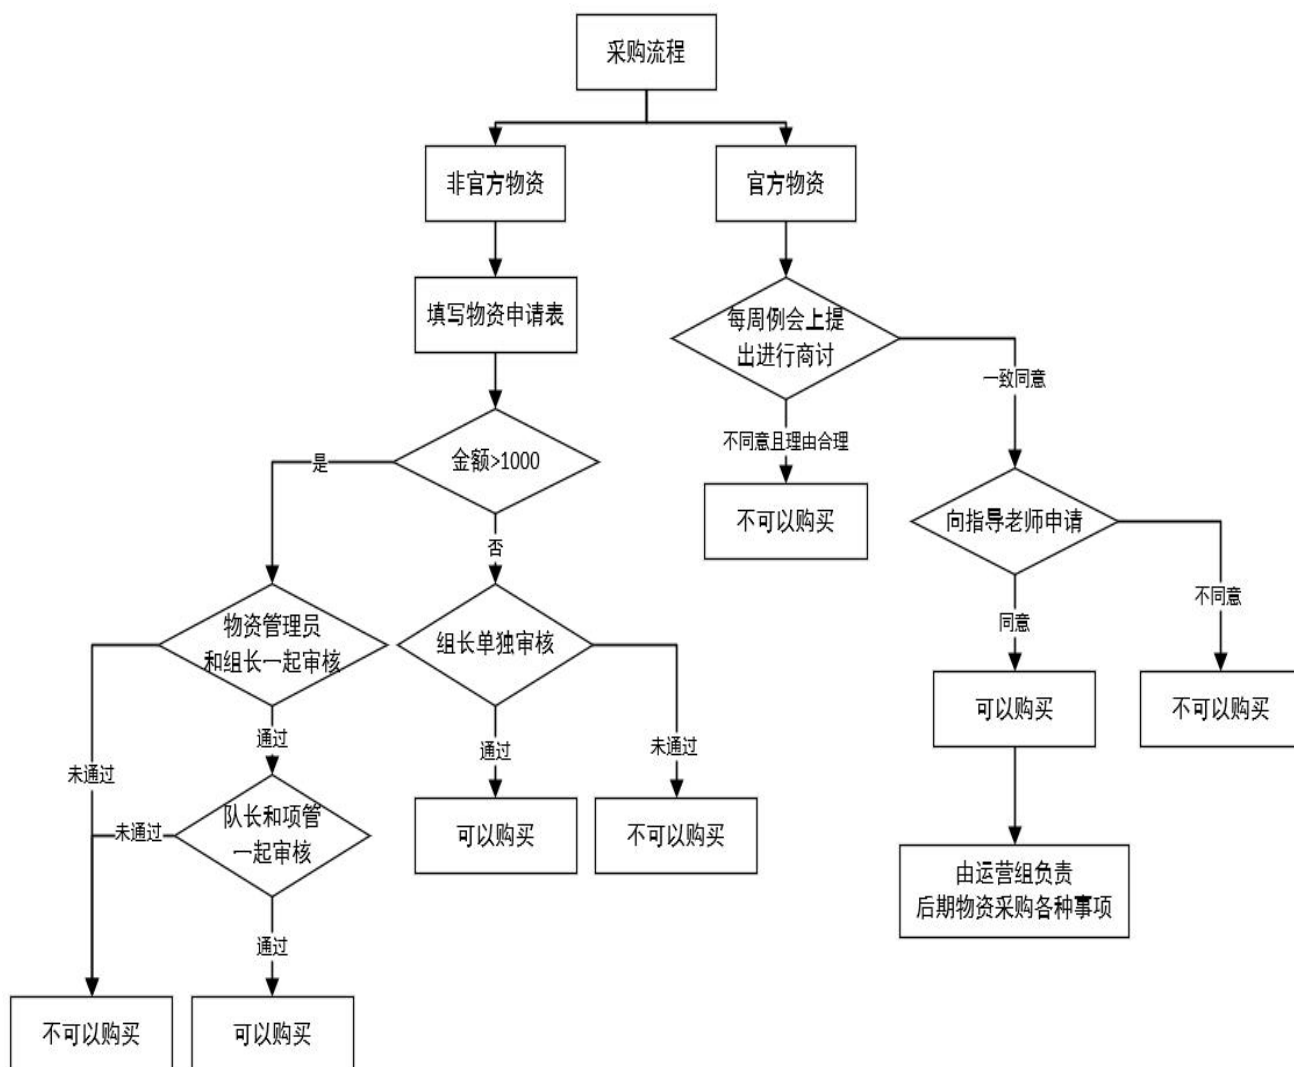 采购流程
非官方物资
官方物资
填写物资申请表
每周例会上提
出进行商讨
一致同意
不同意且理由合理
金额>1000
是
否
不可以购买
向指导老师申请
同意
不同意
物资管理员
和组长一起审核
组长单独审核
可以购买
不可以购买
通过
未通过
通过
未通过
队长和项管
一起审核
未通过
可以购买
不可以购买
由运营组负责
后期物资采购各种事项
通过
不可以购买
可以购买